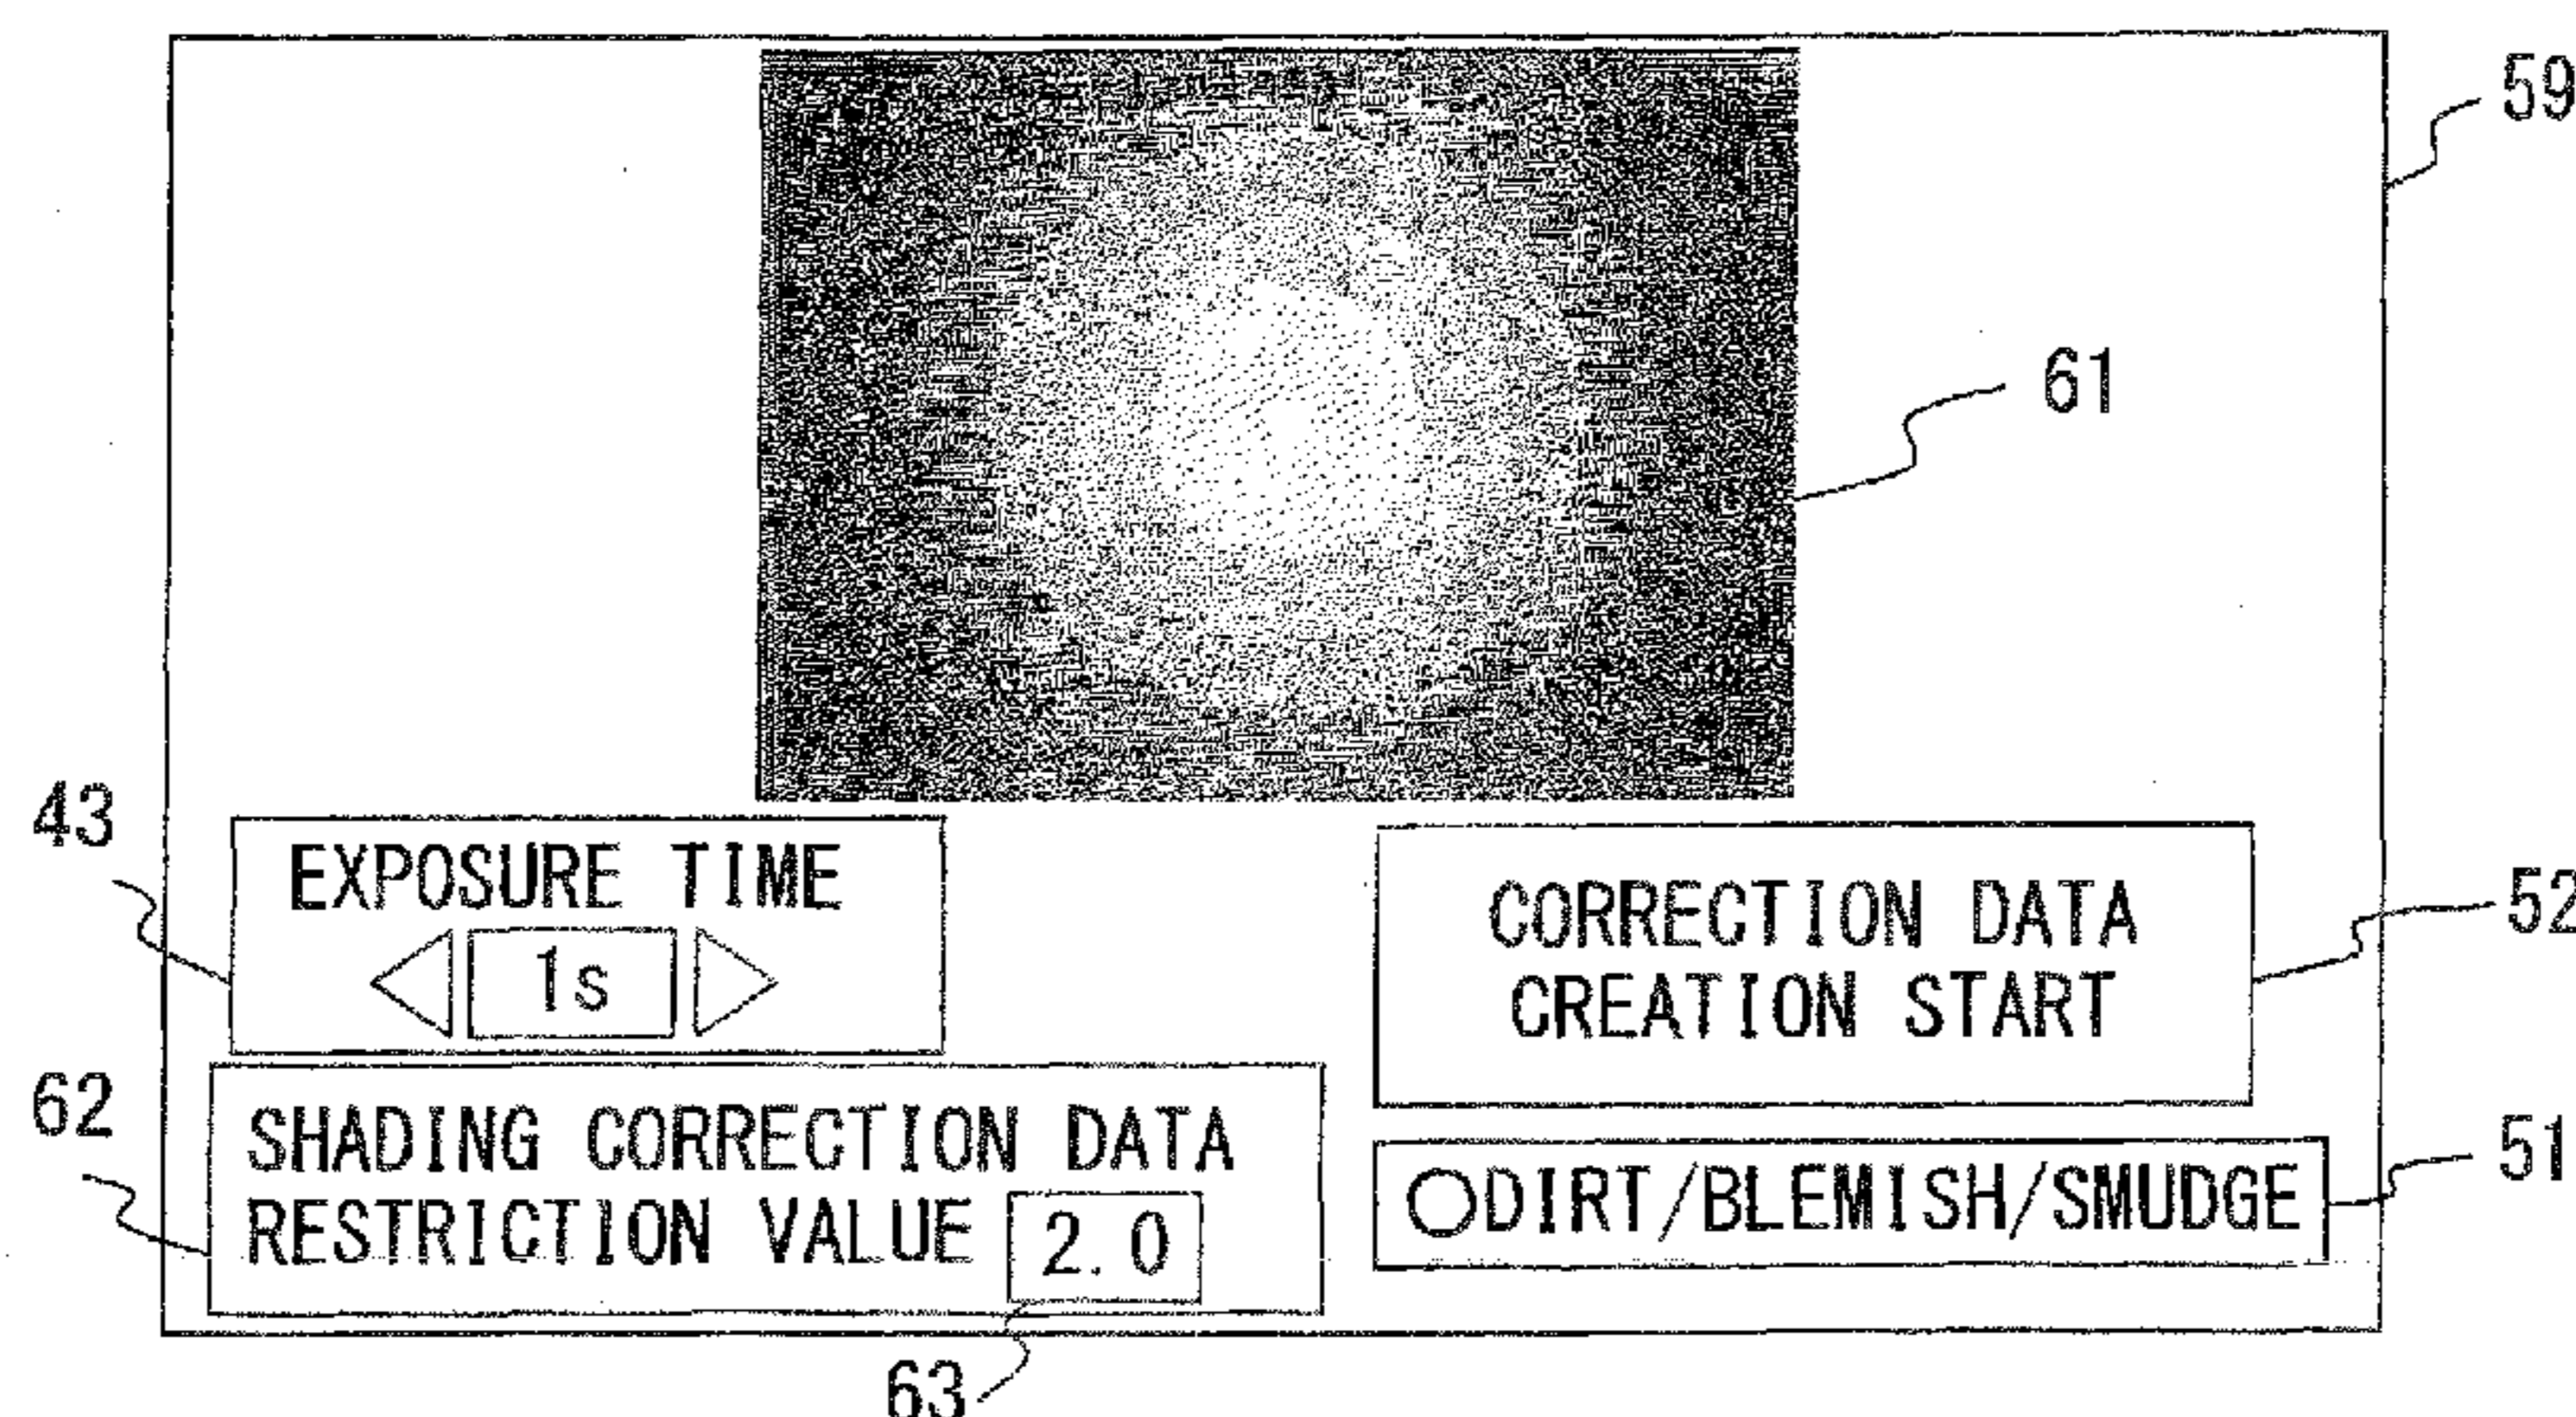 59
61
43
EXPOSURE TIME
1s
CORRECTION DATA
CREATION START
52
62
SHADING CORRECTION DATA
RESTRICTION VALUE 2.0
○DIRT/BLEMISH/SMUDGE
51
63